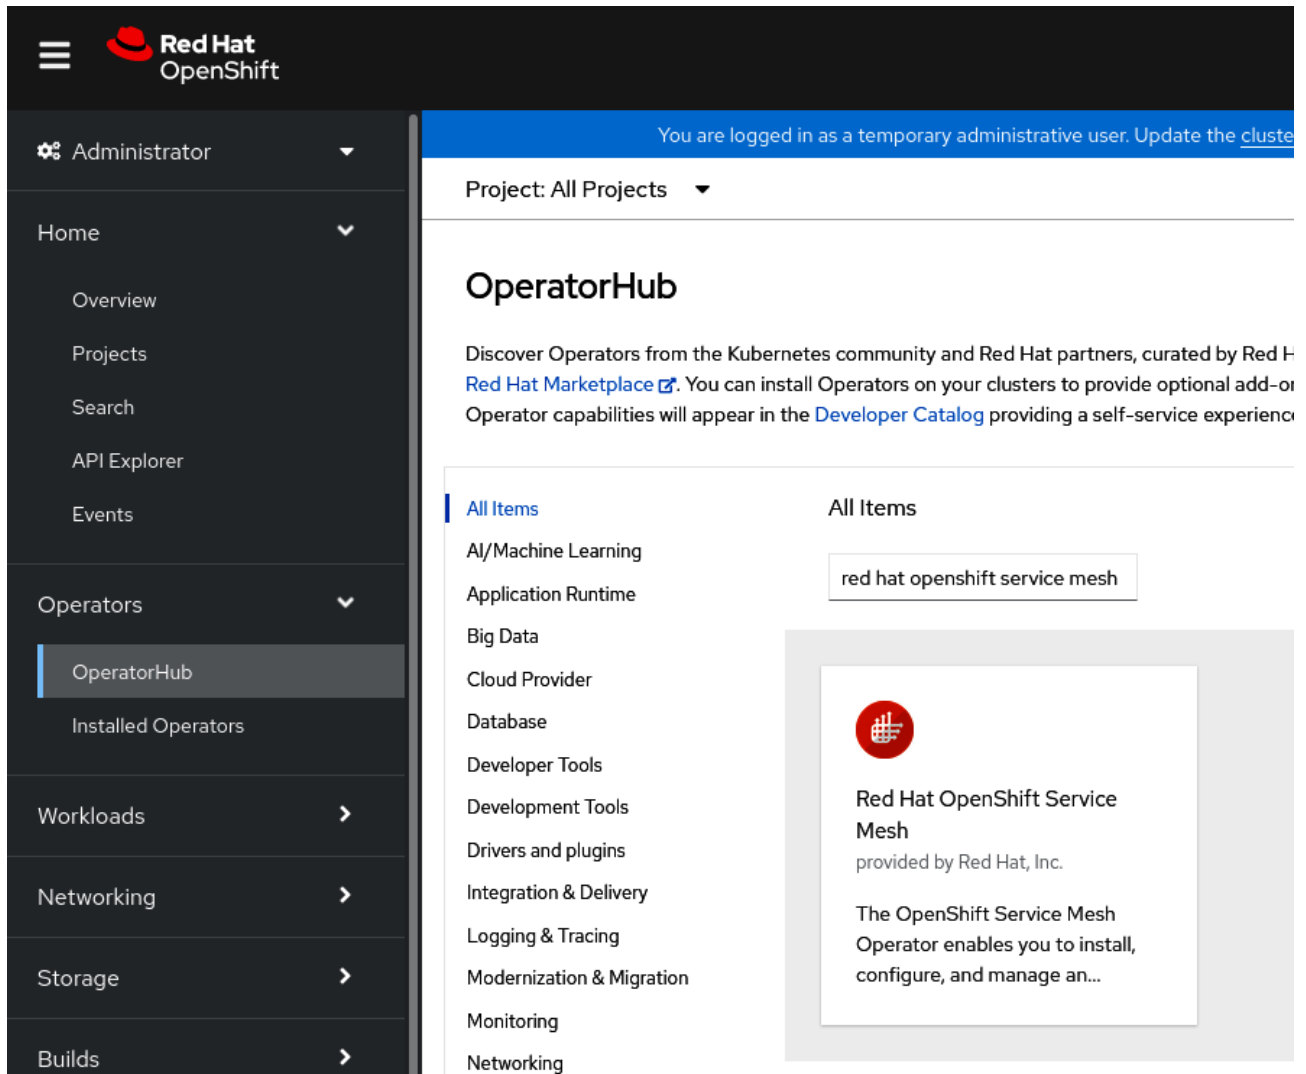 Red Hat
OpenShift
Administrator
Home
Overview
Projects
Search
API Explorer
Events
Operators
OperatorHub
Installed Operators
Workloads
Networking
Storage
Builds
You are logged in as a temporary administrative user. Update the cluste
Project: All Projects
OperatorHub
Discover Operators from the Kubernetes community and Red Hat partners, curated by Red H
Red Hat Marketplace. You can install Operators on your clusters to provide optional add-o
Operator capabilities will appear in the Developer Catalog providing a self-service experienc
All Items
AI/Machine Learning
Application Runtime
Big Data
Cloud Provider
Database
Developer Tools
Development Tools
Drivers and plugins
Integration & Delivery
Logging & Tracing
Modernization & Migration
Monitoring
Networking
All Items
red hat openshift service mesh
Red Hat OpenShift Service
Mesh
provided by Red Hat, Inc.
The OpenShift Service Mesh
Operator enables you to install,
configure, and manage an...